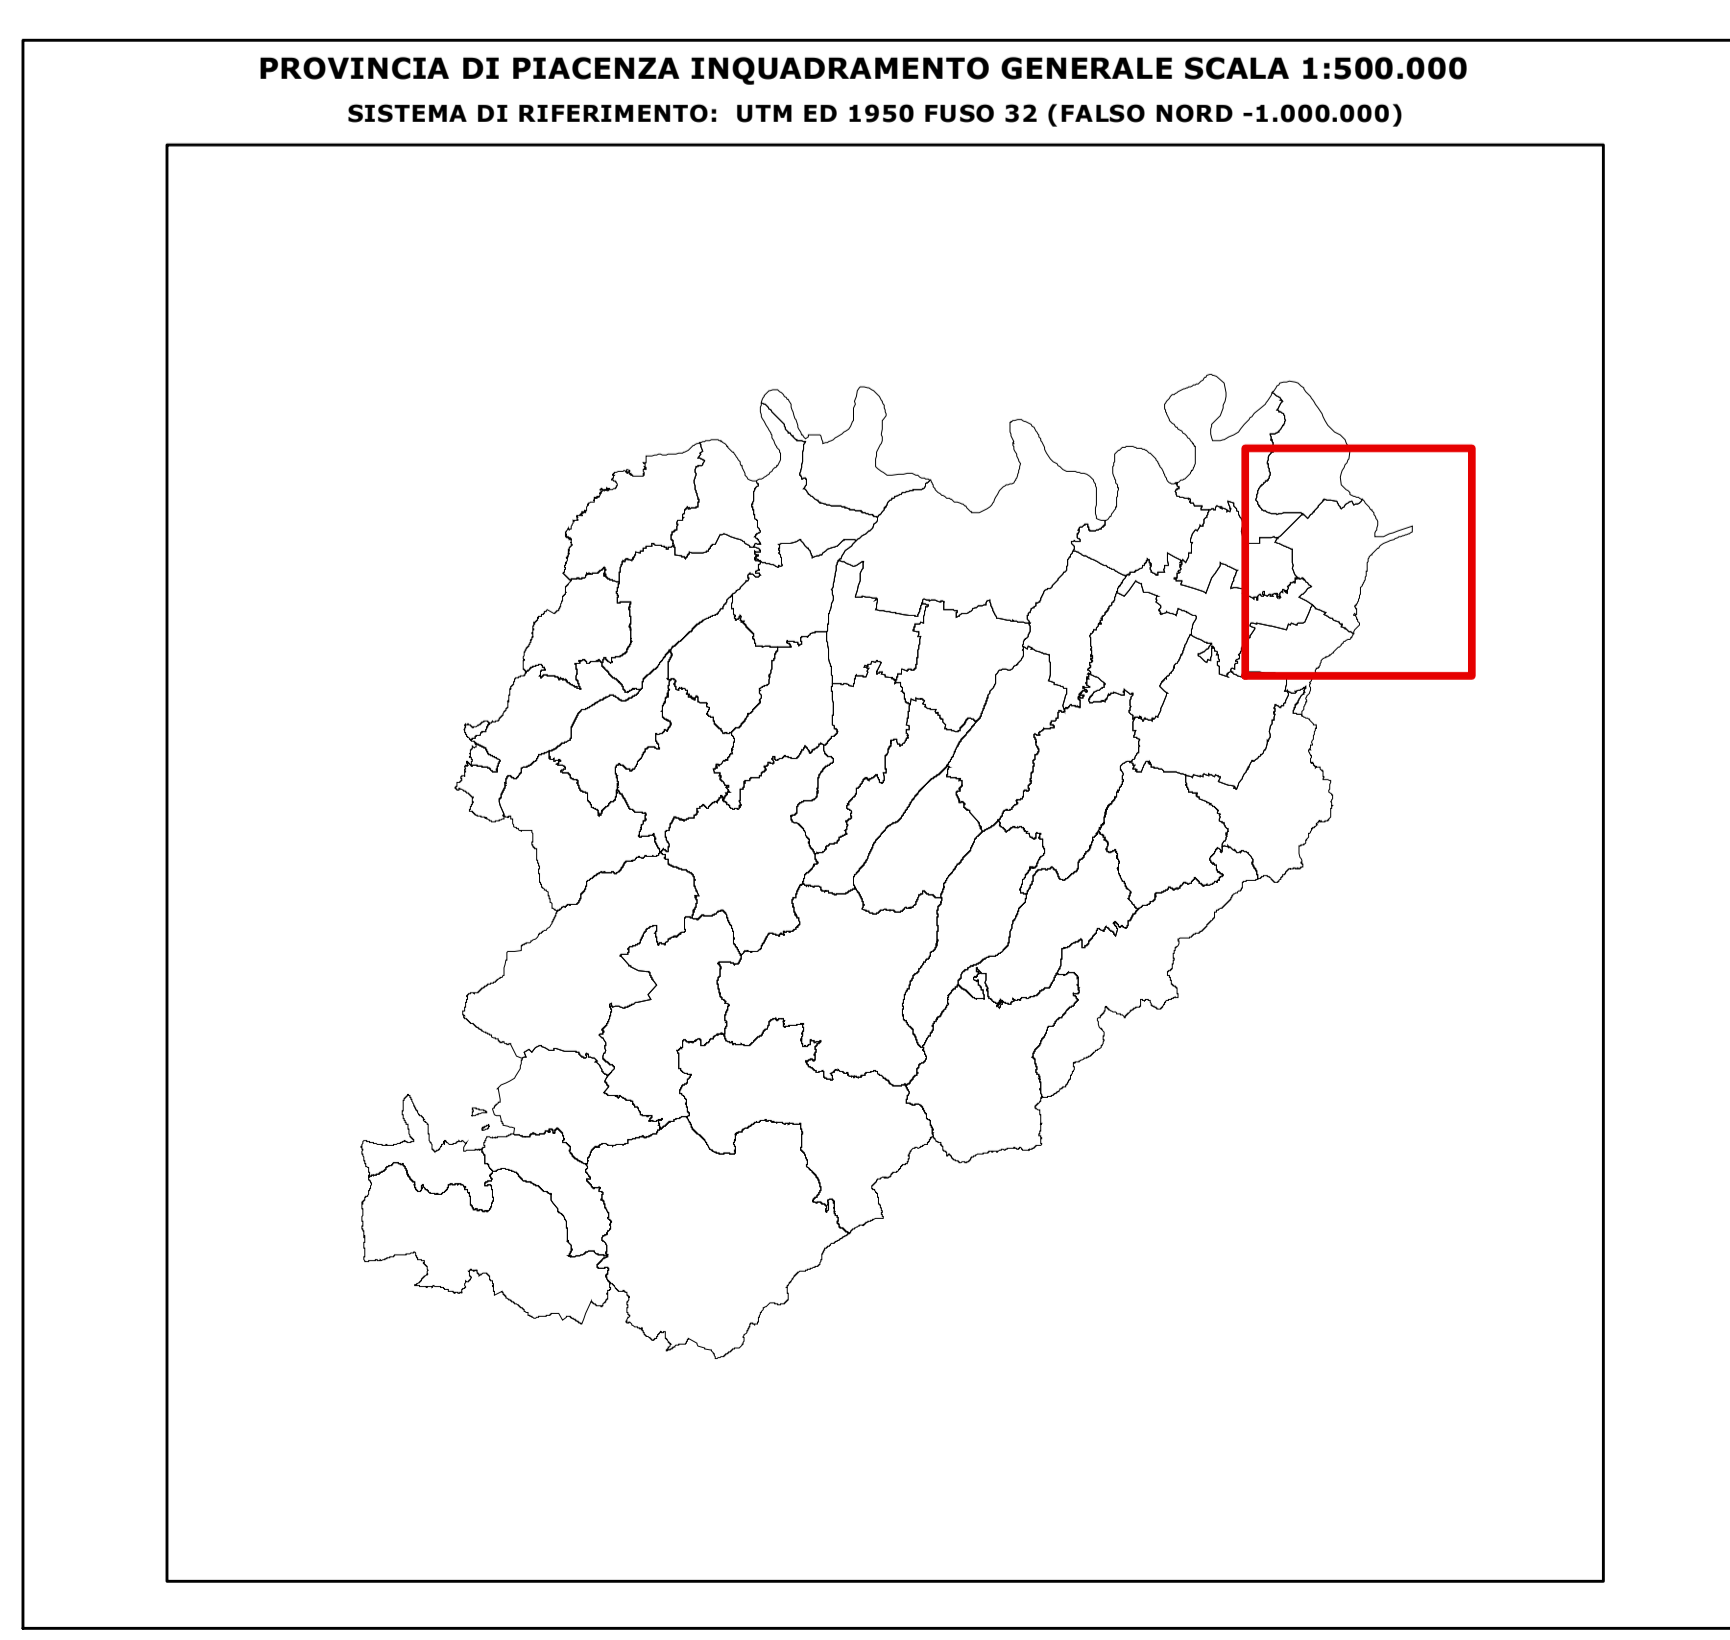 PROVINCIA DI PIACENZA INQUADRAMENTO GENERALE SCALA 1:500.000
SISTEMA DI RIFERIMENTO: UTM ED 1950 FUSO 32 (FALSO NORD -1.000.000)